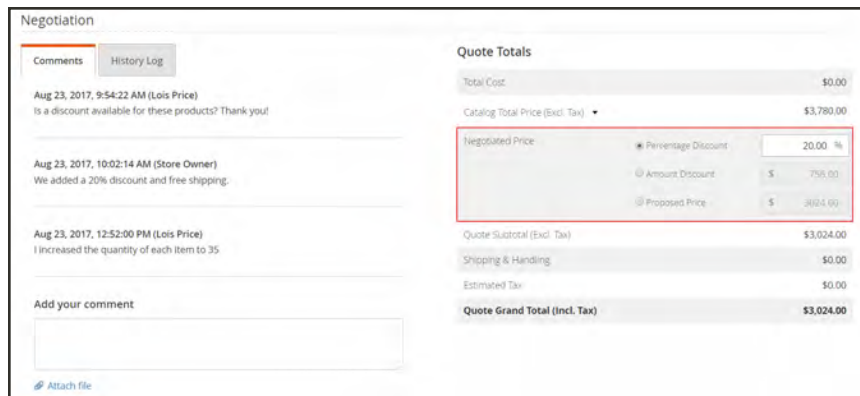 Negotiation
Comments
History Log
Aug 23, 2017, 9:54:22 AM (Lois Price)
Is a discount available for these products? Thank you!
Aug 23, 2017, 10:02:14 AM (Store Owner)
We added a 20% discount and free shipping.
Aug 23, 2017, 12:52:00 PM (Lois Price)
I increased the quantity of each item to 35
Add your comment
Attach file
Quote Totals
Total Cost $0.00
Catalog Total Price (Excl. Tax) $3,780.00
Negotiated Price Percentage Discount 20.00 %
Amount Discount $ 756.00
Proposed Price $ 3024.00
Quote Subtotal (Excl. Tax) $3,024.00
Shipping & Handling $0.00
Estimated Tax $0.00
Quote Grand Total (Incl. Tax) $3,024.00